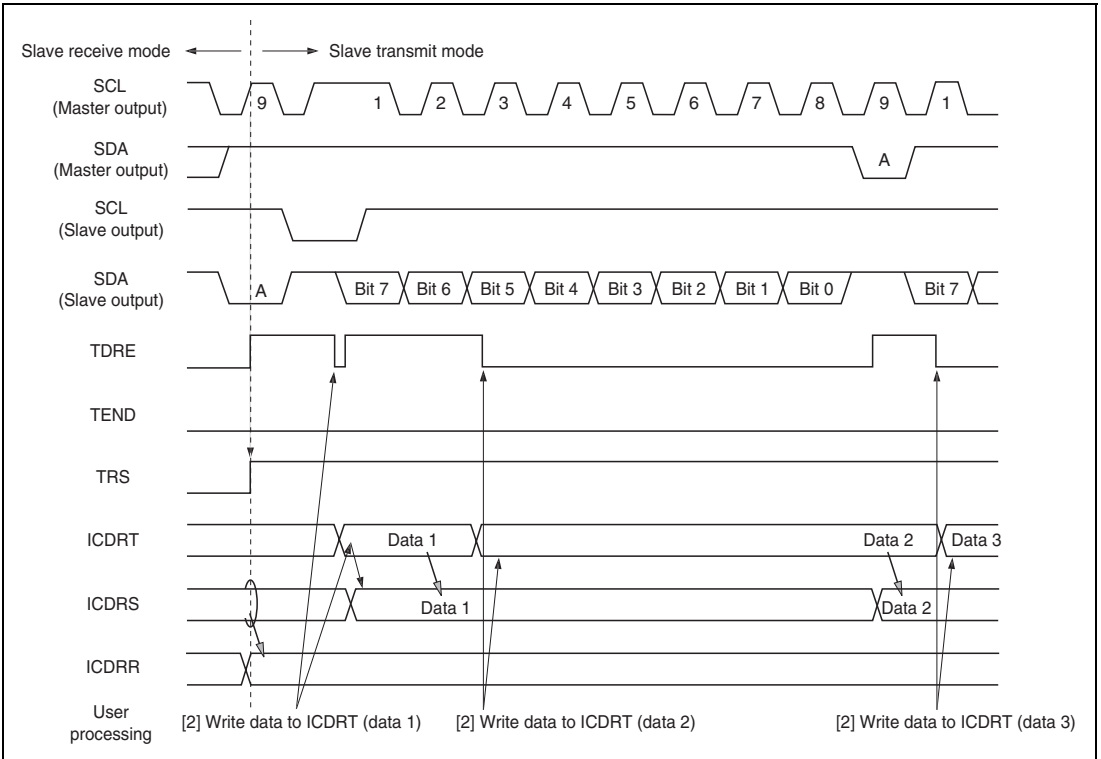 Slave receive mode Slave transmit mode
SCL
(Master output)
9 1 2 3 4 5 6 7 8 9 1
SDA
(Master output)
A
SCL
(Slave output)
SDA
(Slave output)
A Bit 7 Bit 6 Bit 5 Bit 4 Bit 3 Bit 2 Bit 1 Bit 0 Bit 7
TDRE
TEND
TRS
ICDRT Data 1 Data 2 Data 3
ICDRS Data 1 Data 2
ICDRR
User
processing
[2] Write data to ICDRT (data 1) [2] Write data to ICDRT (data 2) [2] Write data to ICDRT (data 3)